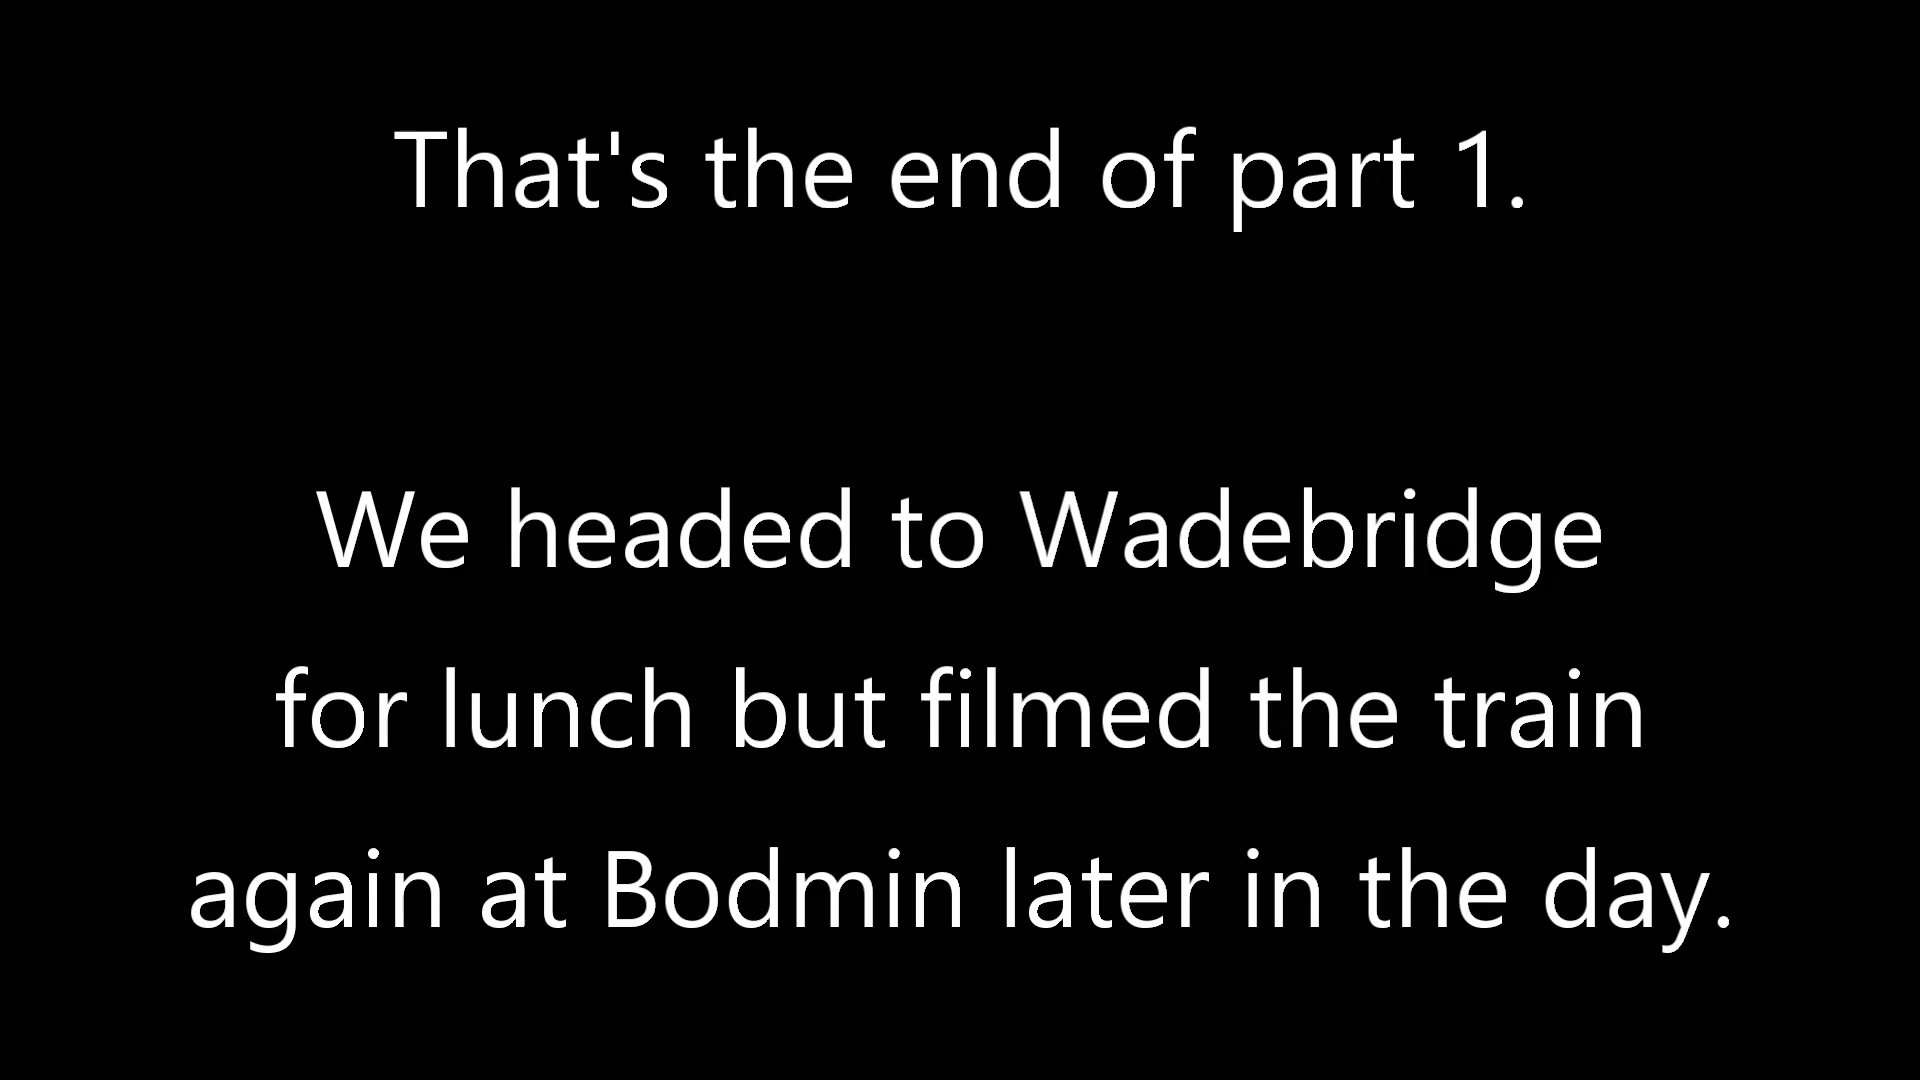 That's the end of part 1.
We headed to Wadebridge
for lunch but filmed the train
again at Bodmin later in the day.